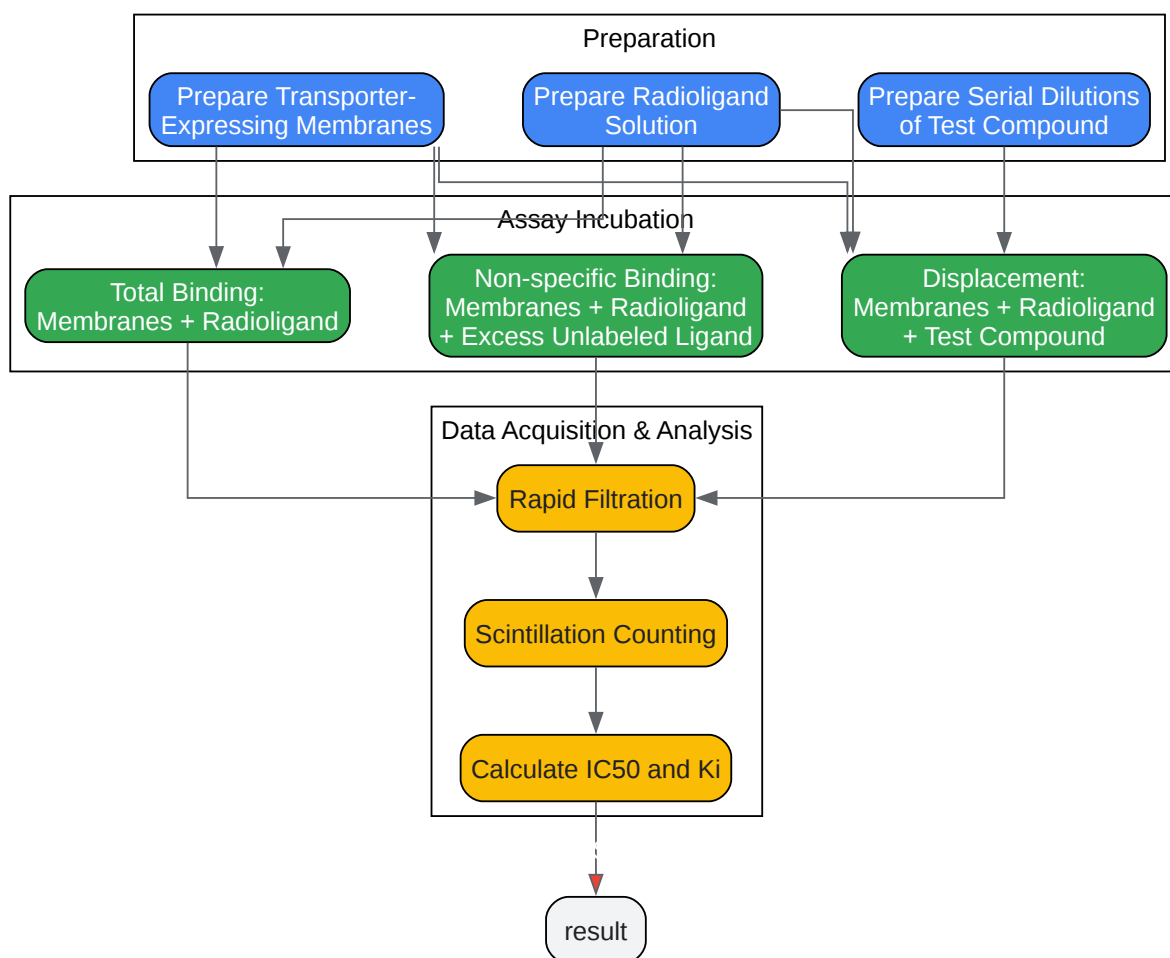 Preparation
Prepare Transporter-
Expressing Membranes
Prepare Radioligand
Solution
Prepare Serial Dilutions
of Test Compound
Assay Incubation
Total Binding:
Membranes + Radioligand
Non-specific Binding:
Membranes + Radioligand
+ Excess Unlabeled Ligand
Displacement:
Membranes + Radioligand
+ Test Compound
Data Acquisition & Analysis
Rapid Filtration
Scintillation Counting
Calculate IC50 and Ki
result